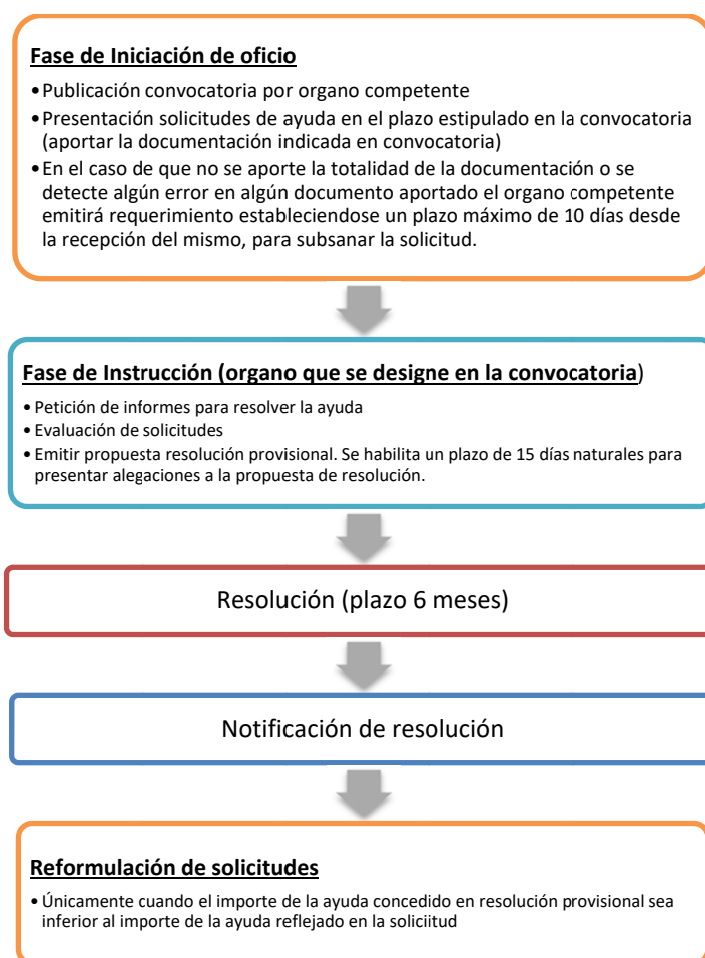 Fase de Iniciación de oficio
•Publicación convocatoria por organo competente
•Presentación solicitudes de ayuda en el plazo estipulado en la convocatoria
(aportar la documentación indicada en convocatoria)
•En el caso de que no se aporte la totalidad de la documentación o se
detecte algún error en algún documento aportado el organo competente
emitirá requerimiento estableciendose un plazo máximo de 10 días desde
la recepción del mismo, para subsanar la solicitud.
Fase de Instrucción (organo que se designe en la convocatoria)
• Petición de informes para resolver la ayuda
• Evaluación de solicitudes
• Emitir propuesta resolución provisional. Se habilita un plazo de 15 días naturales para
presentar alegaciones a la propuesta de resolución.
Resolución (plazo 6 meses)
Notificación de resolución
Reformulación de solicitudes
• Únicamente cuando el importe de la ayuda concedido en resolución provisional sea
inferior al importe de la ayuda reflejado en la soliciitud